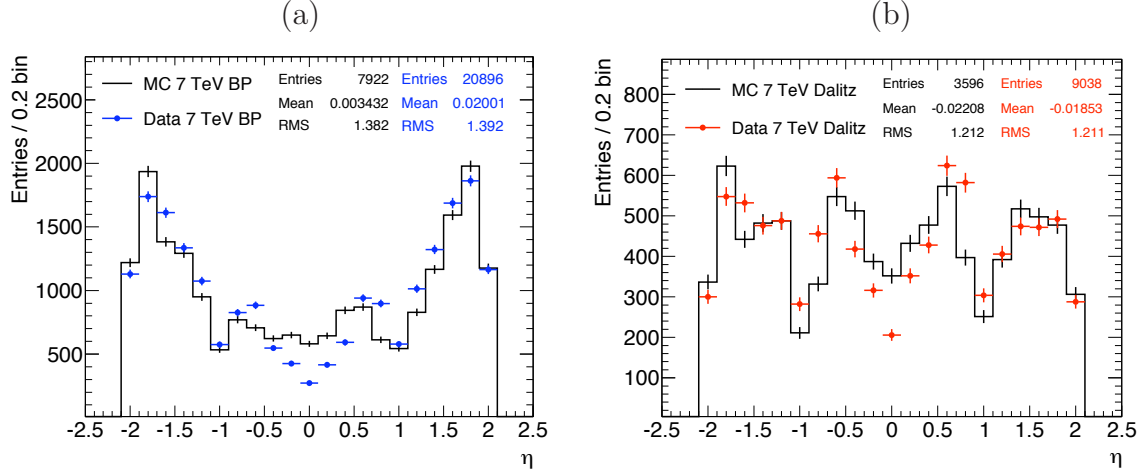 (a)
Entries / 0.2 bin
MC 7 TeV BP
Data 7 TeV BP
Entries 7922
Mean 0.003432
RMS 1.382
Entries 20896
Mean 0.02001
RMS 1.392
2500
2000
1500
1000
500
-2.5 -2 -1.5 -1 -0.5 0 0.5 1 1.5 2 2.5
η
(b)
Entries / 0.2 bin
MC 7 TeV Dalitz
Data 7 TeV Dalitz
Entries 3596
Mean -0.02208
RMS 1.212
Entries 9038
Mean -0.01853
RMS 1.211
800
700
600
500
400
300
200
100
-2.5 -2 -1.5 -1 -0.5 0 0.5 1 1.5 2 2.5
η